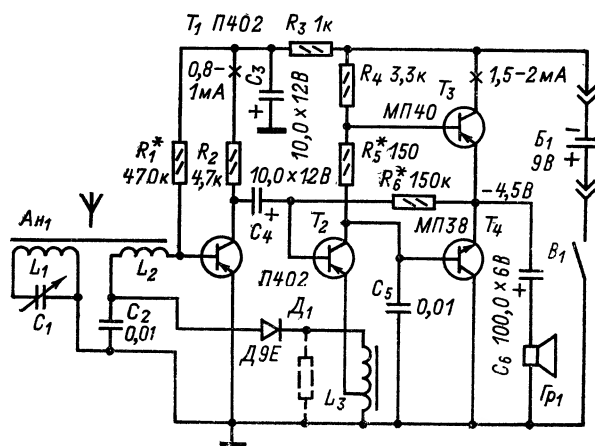 T₁ П402
R₃ 1к
0,8–
1мА
C₃
10,0×12В
R₄ 3,3к
T₃
1,5–2мА
МП40
Б₁
9В
R₁*
470к
R₂
4,7к
10,0×12В
C₄
R₅* 150
R₆* 150к
–4,5В
T₂
П402
МП38
T₄
В₁
Ан₁
L₁
C₁
L₂
C₂
0,01
Д₁
Д9Е
L₃
C₅
0,01
C₆ 100,0×6В
Гр₁